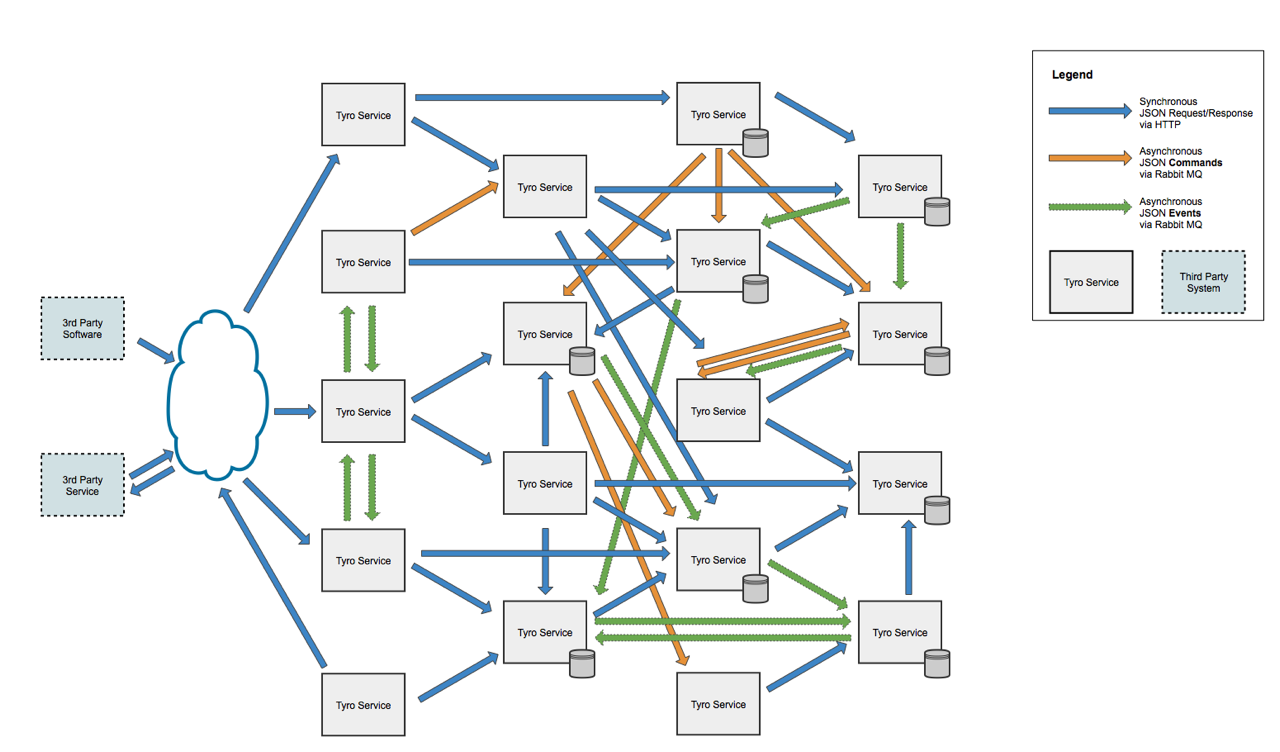 Tyro Service
Tyro Service
Tyro Service
Tyro Service
Tyro Service
Tyro Service
3rd Party
Software
Tyro Service
Tyro Service
Tyro Service
Tyro Service
3rd Party
Service
Tyro Service
Tyro Service
Tyro Service
Tyro Service
Tyro Service
Tyro Service
Tyro Service
Tyro Service
Legend
Synchronous
JSON Request/Response
via HTTP
Asynchronous
JSON Commands
via Rabbit MQ
Asynchronous
JSON Events
via Rabbit MQ
Tyro Service
Third Party
System